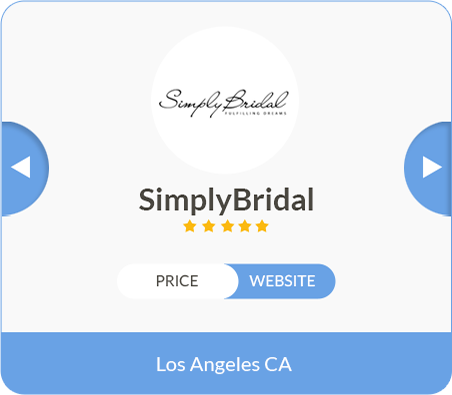 SimplyBridal
FULFILLING DREAMS
SimplyBridal
PRICE
WEBSITE
Los Angeles CA